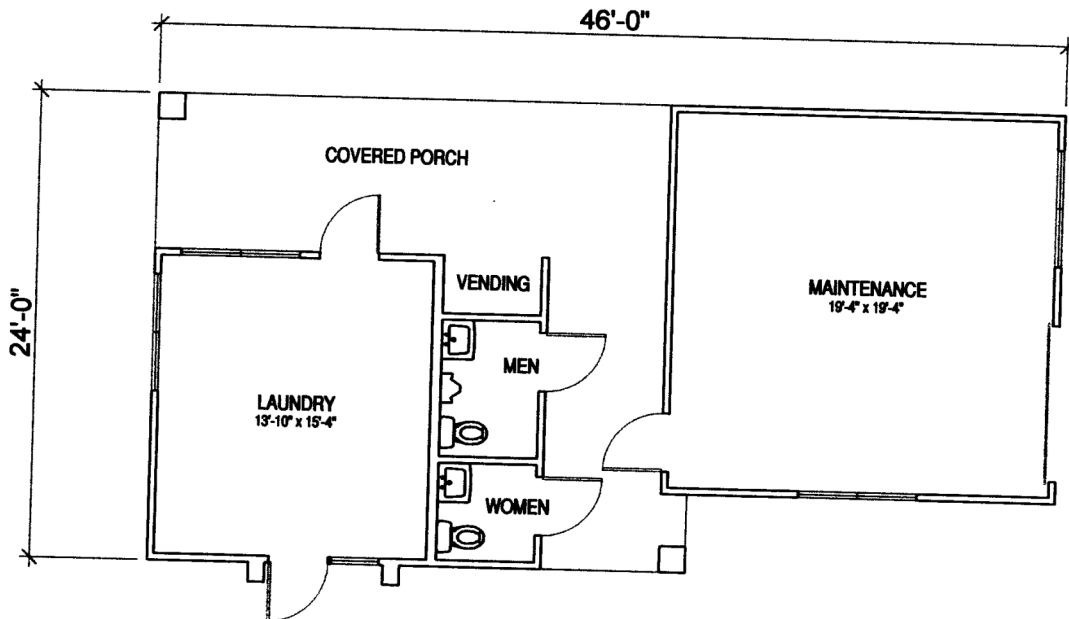 46'-0"
24'-0"
COVERED PORCH
VENDING
MAINTENANCE
19'-4" x 19'-4"
MEN
LAUNDRY
13'-10" x 15'-4"
WOMEN